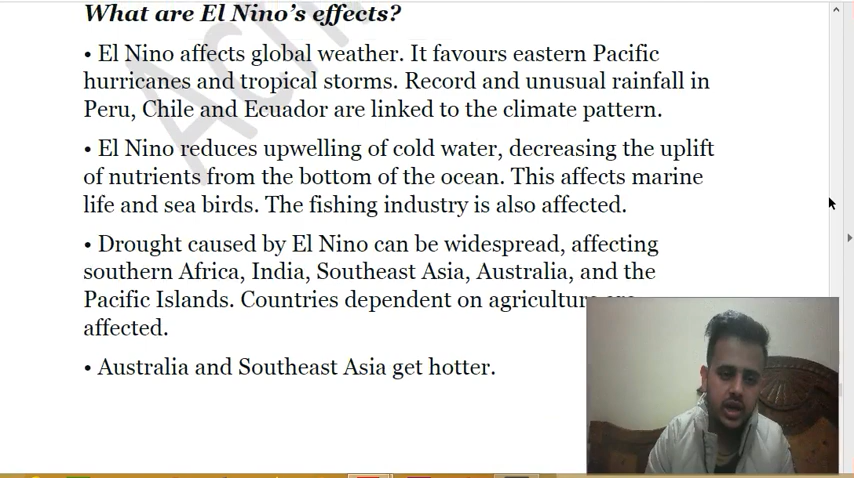 What are El Nino's effects?
• El Nino affects global weather. It favours eastern Pacific
hurricanes and tropical storms. Record and unusual rainfall in
Peru, Chile and Ecuador are linked to the climate pattern.
• El Nino reduces upwelling of cold water, decreasing the uplift
of nutrients from the bottom of the ocean. This affects marine
life and sea birds. The fishing industry is also affected.
• Drought caused by El Nino can be widespread, affecting
southern Africa, India, Southeast Asia, Australia, and the
Pacific Islands. Countries dependent on agriculture are
affected.
• Australia and Southeast Asia get hotter.